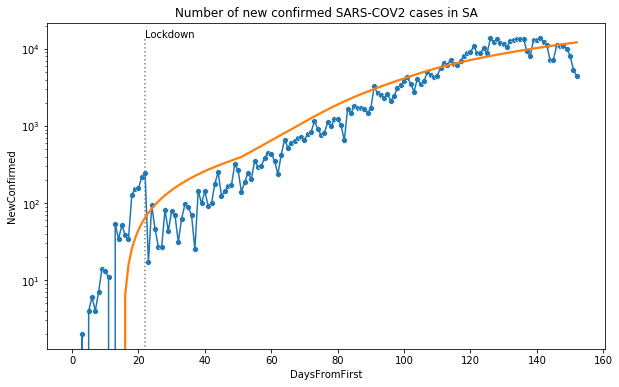 Number of new confirmed SARS-COV2 cases in SA
Lockdown
10⁴
10³
10²
10¹
NewConfirmed
0 20 40 60 80 100 120 140 160
DaysFromFirst